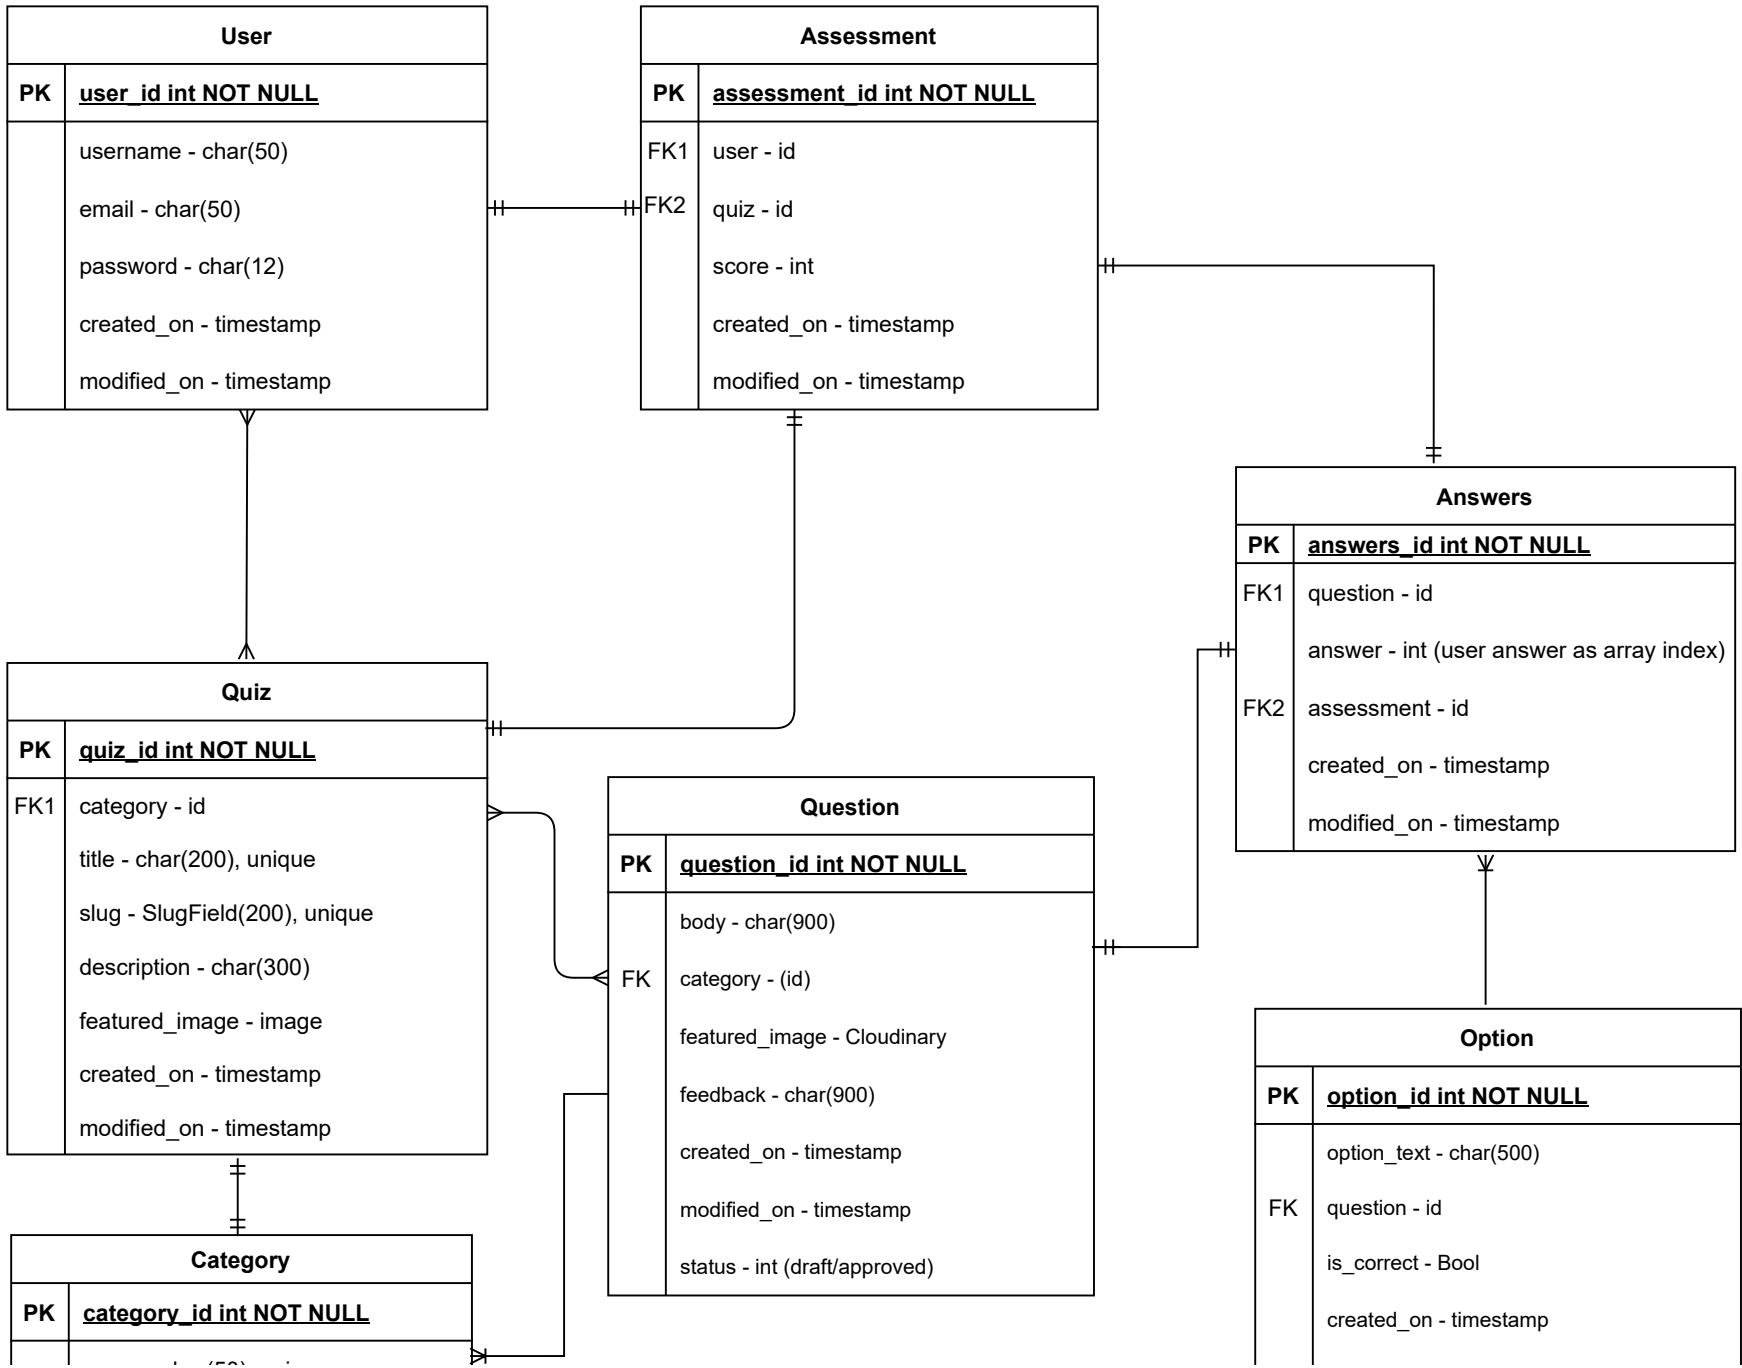 User
PK user_id int NOT NULL
username - char(50)
email - char(50)
password - char(12)
created_on - timestamp
modified_on - timestamp
Assessment
PK assessment_id int NOT NULL
FK1 user - id
FK2 quiz - id
score - int
created_on - timestamp
modified_on - timestamp
Answers
PK answers_id int NOT NULL
FK1 question - id
answer - int (user answer as array index)
FK2 assessment - id
created_on - timestamp
modified_on - timestamp
Quiz
PK quiz_id int NOT NULL
FK1 category - id
title - char(200), unique
slug - SlugField(200), unique
description - char(300)
featured_image - image
created_on - timestamp
modified_on - timestamp
Question
PK question_id int NOT NULL
body - char(900)
FK category - (id)
featured_image - Cloudinary
feedback - char(900)
created_on - timestamp
modified_on - timestamp
status - int (draft/approved)
Option
PK option_id int NOT NULL
option_text - char(500)
FK question - id
is_correct - Bool
created_on - timestamp
Category
PK category_id int NOT NULL